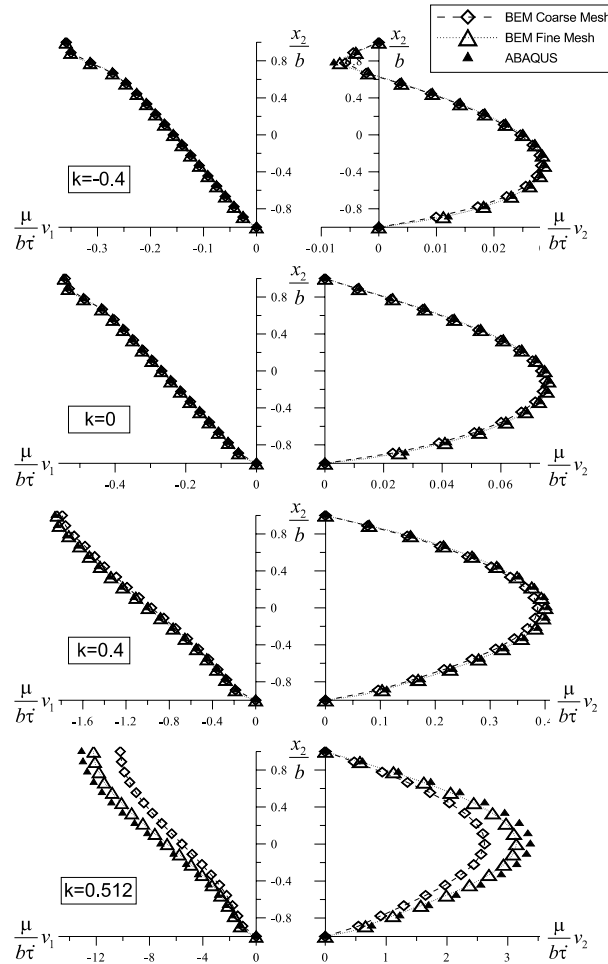 BEM Coarse Mesh
BEM Fine Mesh
ABAQUS
x₂/b
x₂/b
0.8 0.4 0 -0.4 -0.8
0.8 0.4 0 -0.4 -0.8
k=-0.4
μ/bτ̇ v₁
-0.3 -0.2 -0.1 0
μ/bτ̇ v₂
-0.01 0 0.01 0.02
x₂/b
x₂/b
0.8 0.4 0 -0.4 -0.8
0.8 0.4 0 -0.4 -0.8
k=0
μ/bτ̇ v₁
-0.4 -0.2 0
μ/bτ̇ v₂
0 0.02 0.04 0.06
x₂/b
x₂/b
0.8 0.4 0 -0.4 -0.8
0.8 0.4 0 -0.4 -0.8
k=0.4
μ/bτ̇ v₁
-1.6 -1.2 -0.8 -0.4 0
μ/bτ̇ v₂
0 0.1 0.2 0.3 0.4
x₂/b
x₂/b
0.8 0.4 0 -0.4 -0.8
0.8 0.4 0 -0.4 -0.8
k=0.512
μ/bτ̇ v₁
-12 -8 -4 0
μ/bτ̇ v₂
0 1 2 3